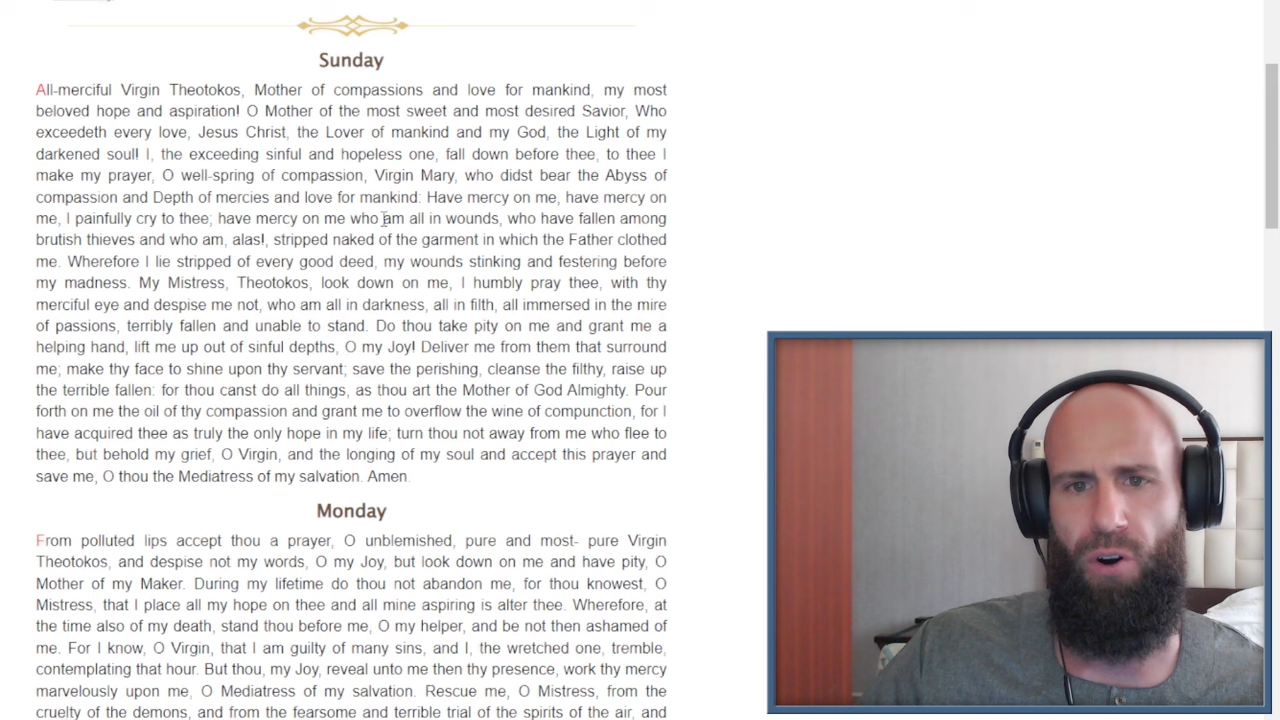 Sunday
All-merciful Virgin Theotokos, Mother of compassions and love for mankind, my most
beloved hope and aspiration! O Mother of the most sweet and most desired Savior, Who
exceedeth every love, Jesus Christ, the Lover of mankind and my God, the Light of my
darkened soul! I, the exceeding sinful and hopeless one, fall down before thee, to thee I
make my prayer, O well-spring of compassion, Virgin Mary, who didst bear the Abyss of
compassion and Depth of mercies and love for mankind: Have mercy on me, have mercy on
me, I painfully cry to thee; have mercy on me who am all in wounds, who have fallen among
brutish thieves and who am, alas!, stripped naked of the garment in which the Father clothed
me. Wherefore I lie stripped of every good deed, my wounds stinking and festering before
my madness. My Mistress, Theotokos, look down on me, I humbly pray thee, with thy
merciful eye and despise me not, who am all in darkness, all in filth, all immersed in the mire
of passions, terribly fallen and unable to stand. Do thou take pity on me and grant me a
helping hand, lift me up out of sinful depths, O my Joy! Deliver me from them that surround
me; make thy face to shine upon thy servant; save the perishing, cleanse the filthy, raise up
the terrible fallen: for thou canst do all things, as thou art the Mother of God Almighty. Pour
forth on me the oil of thy compassion and grant me to overflow the wine of compunction, for I
have acquired thee as truly the only hope in my life; turn thou not away from me who flee to
thee, but behold my grief, O Virgin, and the longing of my soul and accept this prayer and
save me, O thou the Mediatress of my salvation. Amen.
Monday
From polluted lips accept thou a prayer, O unblemished, pure and most- pure Virgin
Theotokos, and despise not my words, O my Joy, but look down on me and have pity, O
Mother of my Maker. During my lifetime do thou not abandon me, for thou knowest, O
Mistress, that I place all my hope on thee and all mine aspiring is alter thee. Wherefore, at
the time also of my death, stand thou before me, O my helper, and be not then ashamed of
me. For I know, O Virgin, that I am guilty of many sins, and I, the wretched one, tremble,
contemplating that hour. But thou, my Joy, reveal unto me then thy presence, work thy mercy
marvelously upon me, O Mediatress of my salvation. Rescue me, O Mistress, from the
cruelty of the demons, and from the fearsome and terrible trial of the spirits of the air, and